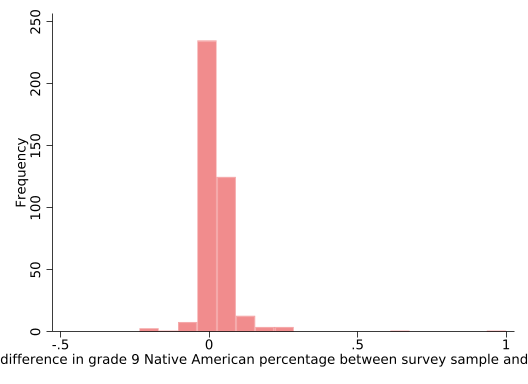 250
200
150
100
50
0
Frequency
-.5 0 .5 1
difference in grade 9 Native American percentage between survey sample and